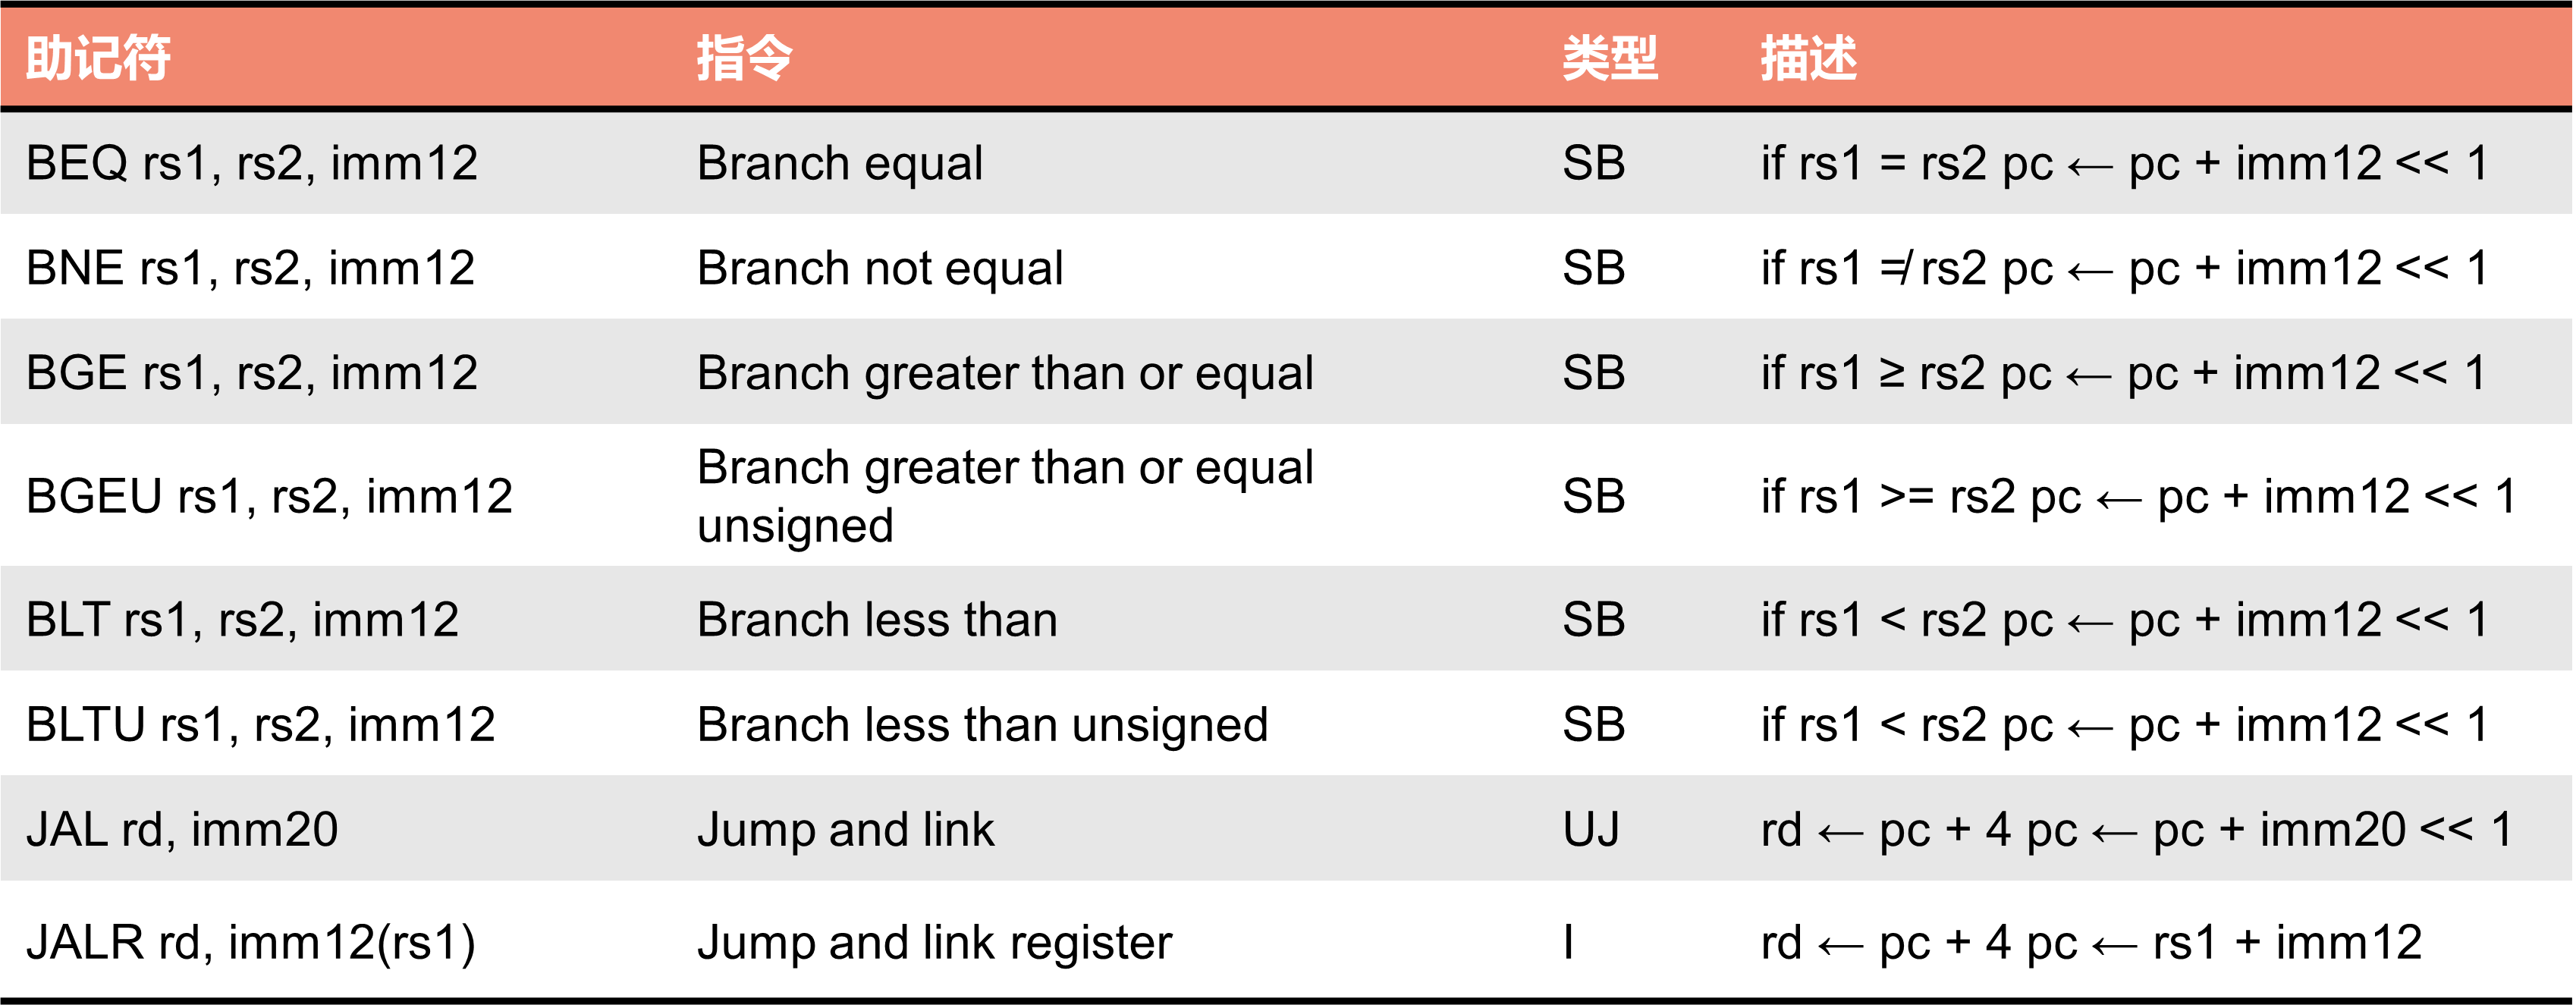 助记符 指令 类型 描述
BEQ rs1, rs2, imm12 Branch equal SB if rs1 = rs2 pc ← pc + imm12 << 1
BNE rs1, rs2, imm12 Branch not equal SB if rs1 ≠ rs2 pc ← pc + imm12 << 1
BGE rs1, rs2, imm12 Branch greater than or equal SB if rs1 ≥ rs2 pc ← pc + imm12 << 1
BGEU rs1, rs2, imm12 Branch greater than or equal
unsigned SB if rs1 >= rs2 pc ← pc + imm12 << 1
BLT rs1, rs2, imm12 Branch less than SB if rs1 < rs2 pc ← pc + imm12 << 1
BLTU rs1, rs2, imm12 Branch less than unsigned SB if rs1 < rs2 pc ← pc + imm12 << 1
JAL rd, imm20 Jump and link UJ rd ← pc + 4 pc ← pc + imm20 << 1
JALR rd, imm12(rs1) Jump and link register I rd ← pc + 4 pc ← rs1 + imm12